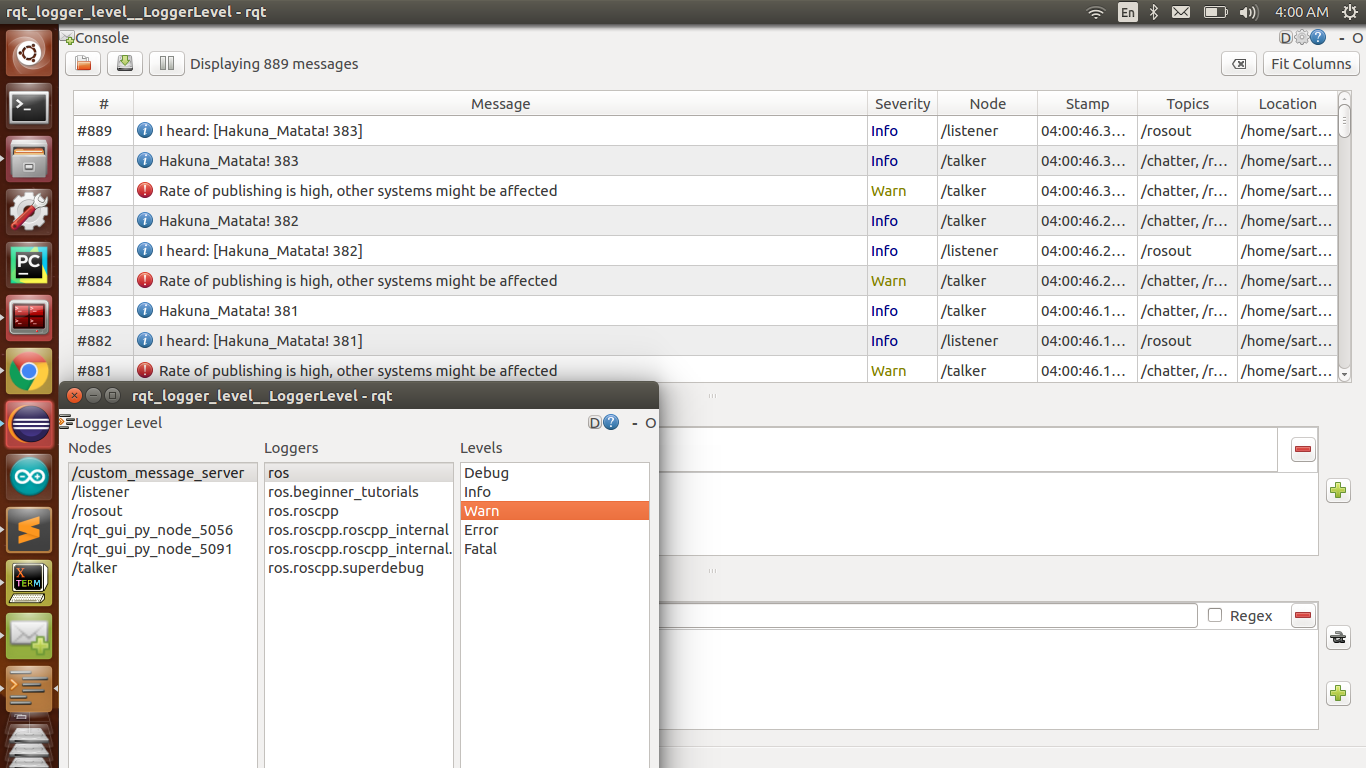 rqt_logger_level__LoggerLevel - rqt En 4:00 AM
Console D - O
Displaying 889 messages Fit Columns
# Message Severity Node Stamp Topics Location
#889 I heard: [Hakuna_Matata! 383] Info /listener 04:00:46.3... /rosout /home/sart...
#888 Hakuna_Matata! 383 Info /talker 04:00:46.3... /chatter, /r... /home/sart...
#887 Rate of publishing is high, other systems might be affected Warn /talker 04:00:46.3... /chatter, /r... /home/sart...
#886 Hakuna_Matata! 382 Info /talker 04:00:46.2... /chatter, /r... /home/sart...
#885 I heard: [Hakuna_Matata! 382] Info /listener 04:00:46.2... /rosout /home/sart...
#884 Rate of publishing is high, other systems might be affected Warn /talker 04:00:46.2... /chatter, /r... /home/sart...
#883 Hakuna_Matata! 381 Info /talker 04:00:46.1... /chatter, /r... /home/sart...
#882 I heard: [Hakuna_Matata! 381] Info /listener 04:00:46.1... /rosout /home/sart...
#881 Rate of publishing is high, other systems might be affected Warn /talker 04:00:46.1... /chatter, /r... /home/sart...
rqt_logger_level__LoggerLevel - rqt
Logger Level D - O
Nodes Loggers Levels
/custom_message_server ros Debug
/listener ros.beginner_tutorials Info
/rosout ros.roscpp Warn
/rqt_gui_py_node_5056 ros.roscpp.roscpp_internal Error
/rqt_gui_py_node_5091 ros.roscpp.roscpp_internal. Fatal
/talker ros.roscpp.superdebug
Regex
PC
X
TERM